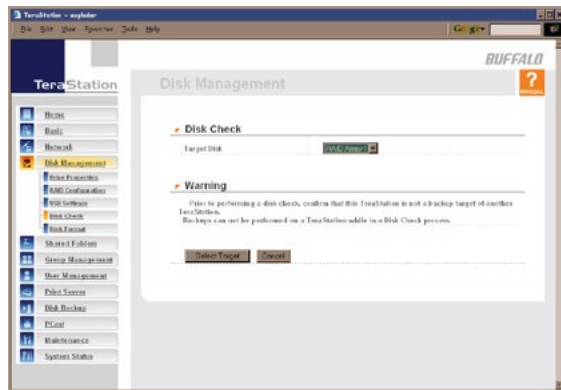 TeraStation - explorer
File Edit View Favorites Tools Help
Google
BUFFALO
TeraStation
Disk Management
?
MANUAL
Home
Basic
Network
Disk Management
Drive Properties
RAID Configuration
USB Settings
Disk Check
Disk Format
Shared Folders
Group Management
User Management
Print Server
Disk Backup
PCast
Maintenance
System Status
Disk Check
Target Disk
RAID Array1
Warning
Prior to performing a disk check, confirm that this TeraStation is not a backup target of another
TeraStation.
Backups can not be performed on a TeraStation while in a Disk Check process.
Select Target Cancel